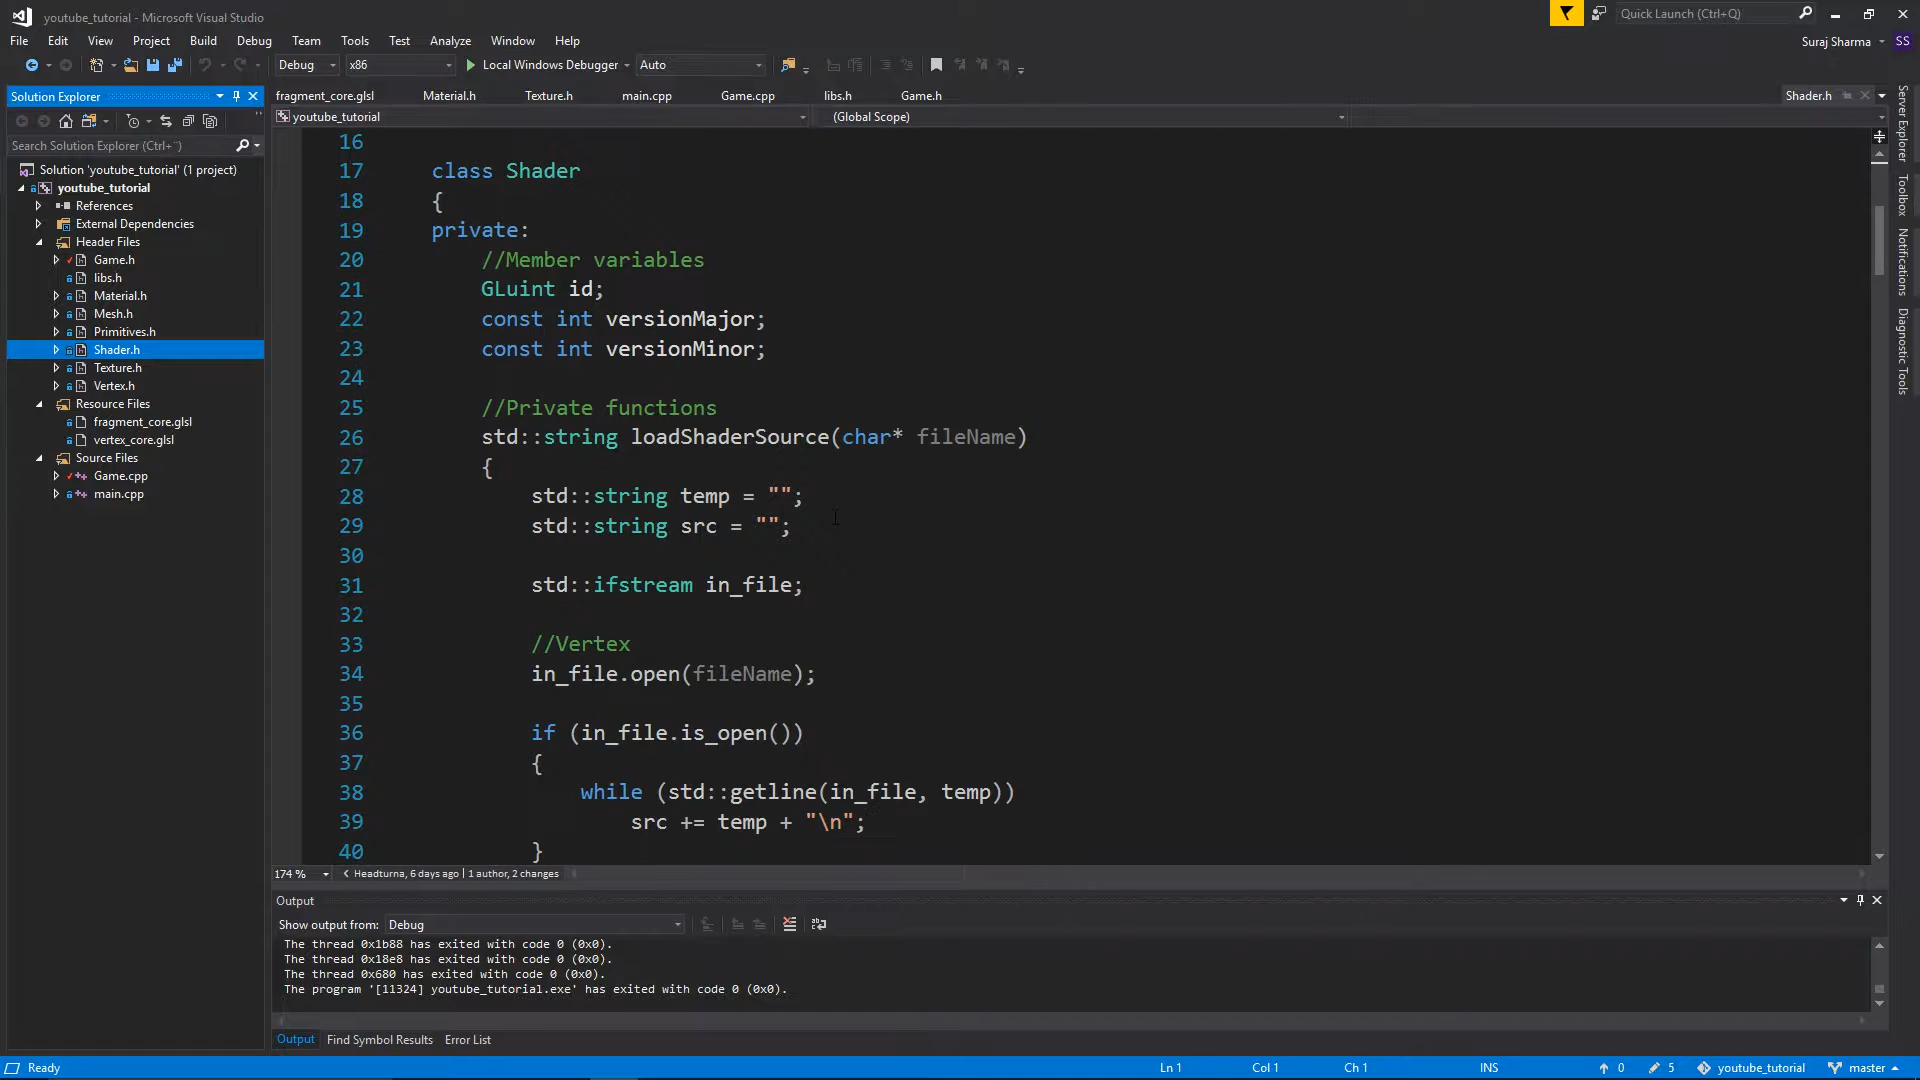 youtube_tutorial - Microsoft Visual Studio
Quick Launch (Ctrl+Q)
File Edit View Project Build Debug Team Tools Test Analyze Window Help
Suraj Sharma SS
Debug x86 Local Windows Debugger Auto
Solution Explorer
fragment_core.glsl Material.h Texture.h main.cpp Game.cpp libs.h Game.h Shader.h
youtube_tutorial (Global Scope)
Search Solution Explorer (Ctrl+¨)
Solution 'youtube_tutorial' (1 project)
youtube_tutorial
References
External Dependencies
Header Files
Game.h
libs.h
Material.h
Mesh.h
Primitives.h
Shader.h
Texture.h
Vertex.h
Resource Files
fragment_core.glsl
vertex_core.glsl
Source Files
Game.cpp
main.cpp
16
17 class Shader
18 {
19 private:
20 //Member variables
21 GLuint id;
22 const int versionMajor;
23 const int versionMinor;
24
25 //Private functions
26 std::string loadShaderSource(char* fileName)
27 {
28 std::string temp = "";
29 std::string src = "";
30
31 std::ifstream in_file;
32
33 //Vertex
34 in_file.open(fileName);
35
36 if (in_file.is_open())
37 {
38 while (std::getline(in_file, temp))
39 src += temp + "\n";
40 }
Server Explorer
Toolbox
Notifications
Diagnostic Tools
174 % Headturna, 6 days ago | 1 author, 2 changes
Output
Show output from: Debug
The thread 0x1b88 has exited with code 0 (0x0).
The thread 0x18e8 has exited with code 0 (0x0).
The thread 0x680 has exited with code 0 (0x0).
The program '[11324] youtube_tutorial.exe' has exited with code 0 (0x0).
Output Find Symbol Results Error List
Ready Ln 1 Col 1 Ch 1 INS 0 5 youtube_tutorial master